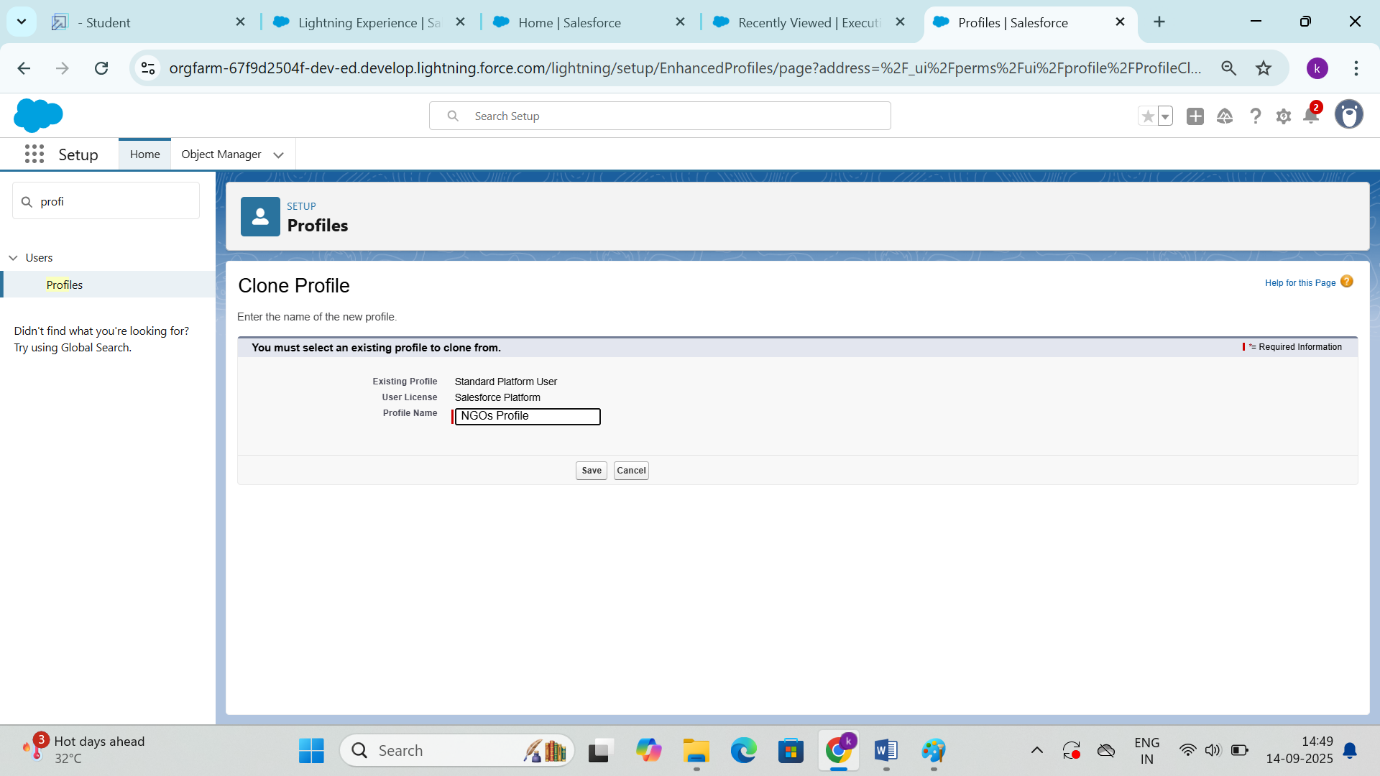 - Student
Lightning Experience | Sa
Home | Salesforce
Recently Viewed | Executi
Profiles | Salesforce
orgfarm-67f9d2504f-dev-ed.develop.lightning.force.com/lightning/setup/EnhancedProfiles/page?address=%2F_ui%2Fperms%2Fui%2Fprofile%2FProfileCl...
k
Search Setup
2
Setup
Home
Object Manager
profi
Users
Profiles
Didn't find what you're looking for?
Try using Global Search.
SETUP
Profiles
Clone Profile
Help for this Page ?
Enter the name of the new profile.
You must select an existing profile to clone from.
*= Required Information
Existing Profile Standard Platform User
User License Salesforce Platform
Profile Name NGOs Profile
Save Cancel
3
Hot days ahead
32°C
Search
k
ENG
IN
14:49
14-09-2025